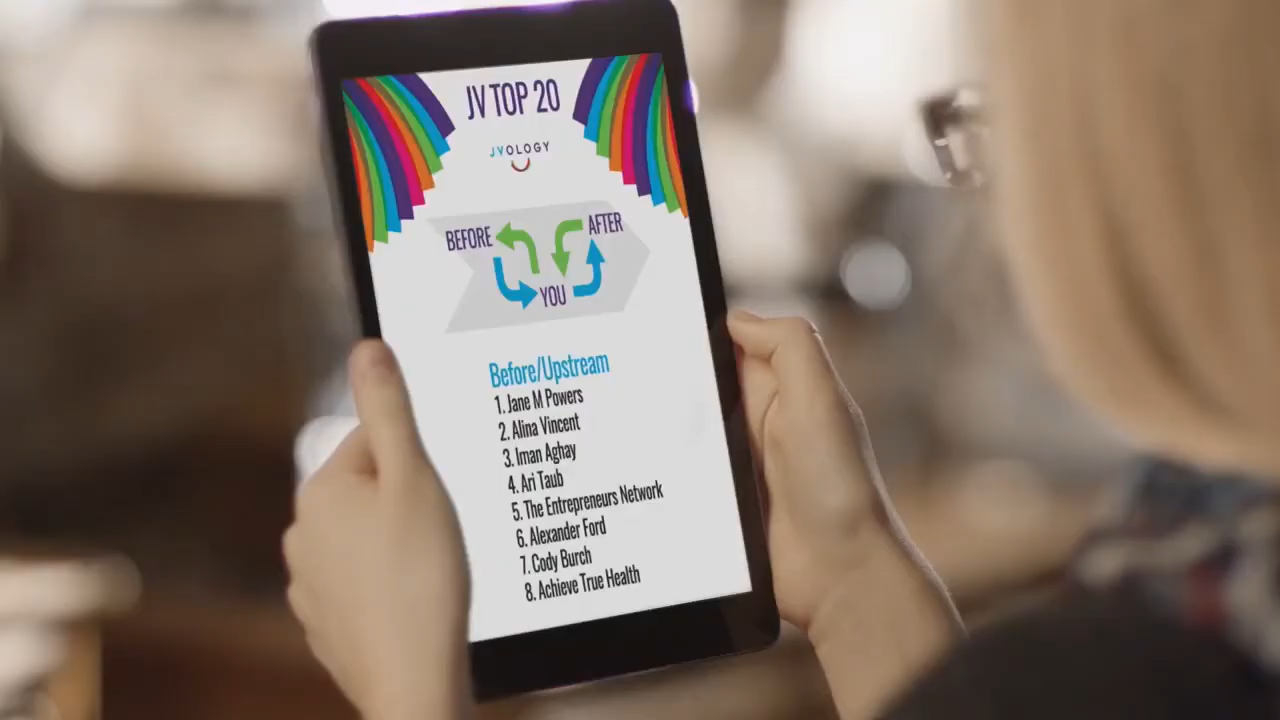 JV TOP 20
JVOLOGY
BEFORE
AFTER
YOU
Before/Upstream
1. Jane M Powers
2. Alina Vincent
3. Iman Aghay
4. Ari Taub
5. The Entrepreneurs Network
6. Alexander Ford
7. Cody Burch
8. Achieve True Health